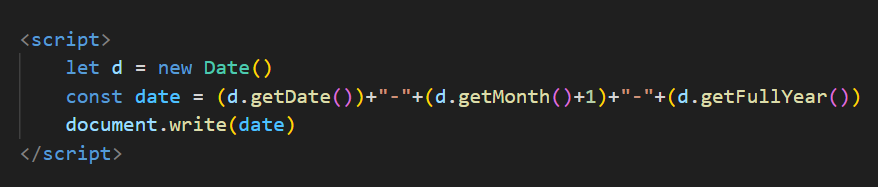 <script>
let d = new Date()
const date = (d.getDate())+"-"+(d.getMonth()+1)+"-"+(d.getFullYear())
document.write(date)
</script>